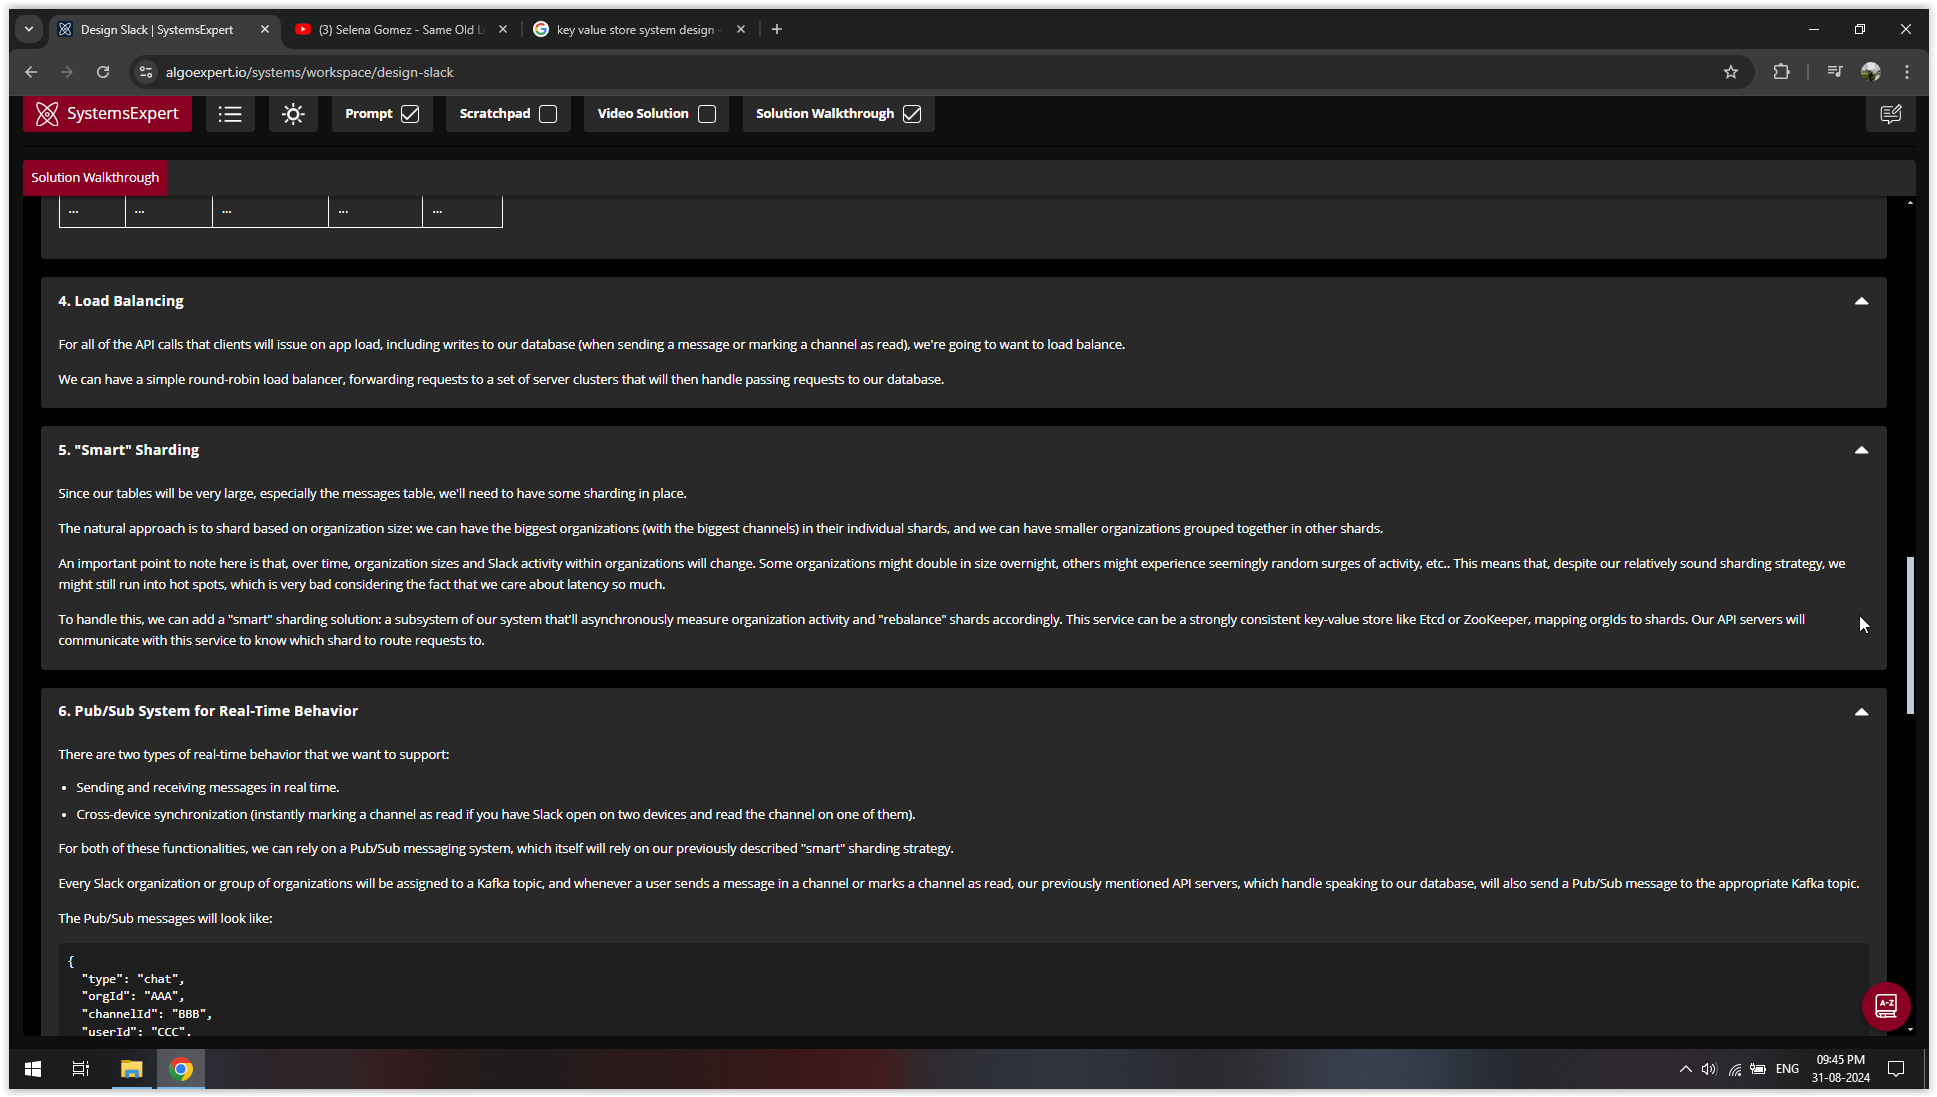 Design Slack | SystemsExpert
(3) Selena Gomez - Same Old L
key value store system design -
algoexpert.io/systems/workspace/design-slack
SystemsExpert
Prompt
Scratchpad
Video Solution
Solution Walkthrough
Solution Walkthrough
... ... ... ... ...
4. Load Balancing
For all of the API calls that clients will issue on app load, including writes to our database (when sending a message or marking a channel as read), we're going to want to load balance.
We can have a simple round-robin load balancer, forwarding requests to a set of server clusters that will then handle passing requests to our database.
5. "Smart" Sharding
Since our tables will be very large, especially the messages table, we'll need to have some sharding in place.
The natural approach is to shard based on organization size: we can have the biggest organizations (with the biggest channels) in their individual shards, and we can have smaller organizations grouped together in other shards.
An important point to note here is that, over time, organization sizes and Slack activity within organizations will change. Some organizations might double in size overnight, others might experience seemingly random surges of activity, etc.. This means that, despite our relatively sound sharding strategy, we
might still run into hot spots, which is very bad considering the fact that we care about latency so much.
To handle this, we can add a "smart" sharding solution: a subsystem of our system that'll asynchronously measure organization activity and "rebalance" shards accordingly. This service can be a strongly consistent key-value store like Etcd or ZooKeeper, mapping orgIds to shards. Our API servers will
communicate with this service to know which shard to route requests to.
6. Pub/Sub System for Real-Time Behavior
There are two types of real-time behavior that we want to support:
• Sending and receiving messages in real time.
• Cross-device synchronization (instantly marking a channel as read if you have Slack open on two devices and read the channel on one of them).
For both of these functionalities, we can rely on a Pub/Sub messaging system, which itself will rely on our previously described "smart" sharding strategy.
Every Slack organization or group of organizations will be assigned to a Kafka topic, and whenever a user sends a message in a channel or marks a channel as read, our previously mentioned API servers, which handle speaking to our database, will also send a Pub/Sub message to the appropriate Kafka topic.
The Pub/Sub messages will look like:
{
"type": "chat",
"orgId": "AAA",
"channelId": "BBB",
"userId": "CCC",
A-Z
ENG
09:45 PM
31-08-2024